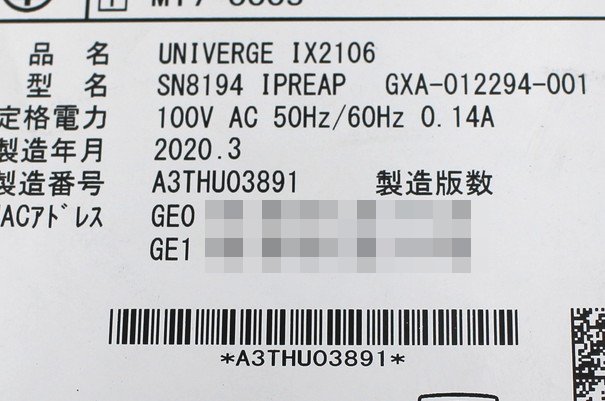 品名 UNIVERGE IX2106
型名 SN8194 IPREAP GXA-012294-001
定格電力 100V AC 50Hz/60Hz 0.14A
製造年月 2020.3
製造番号 A3THU03891 製造版数
MACアドレス GE0
GE1
*A3THU03891*